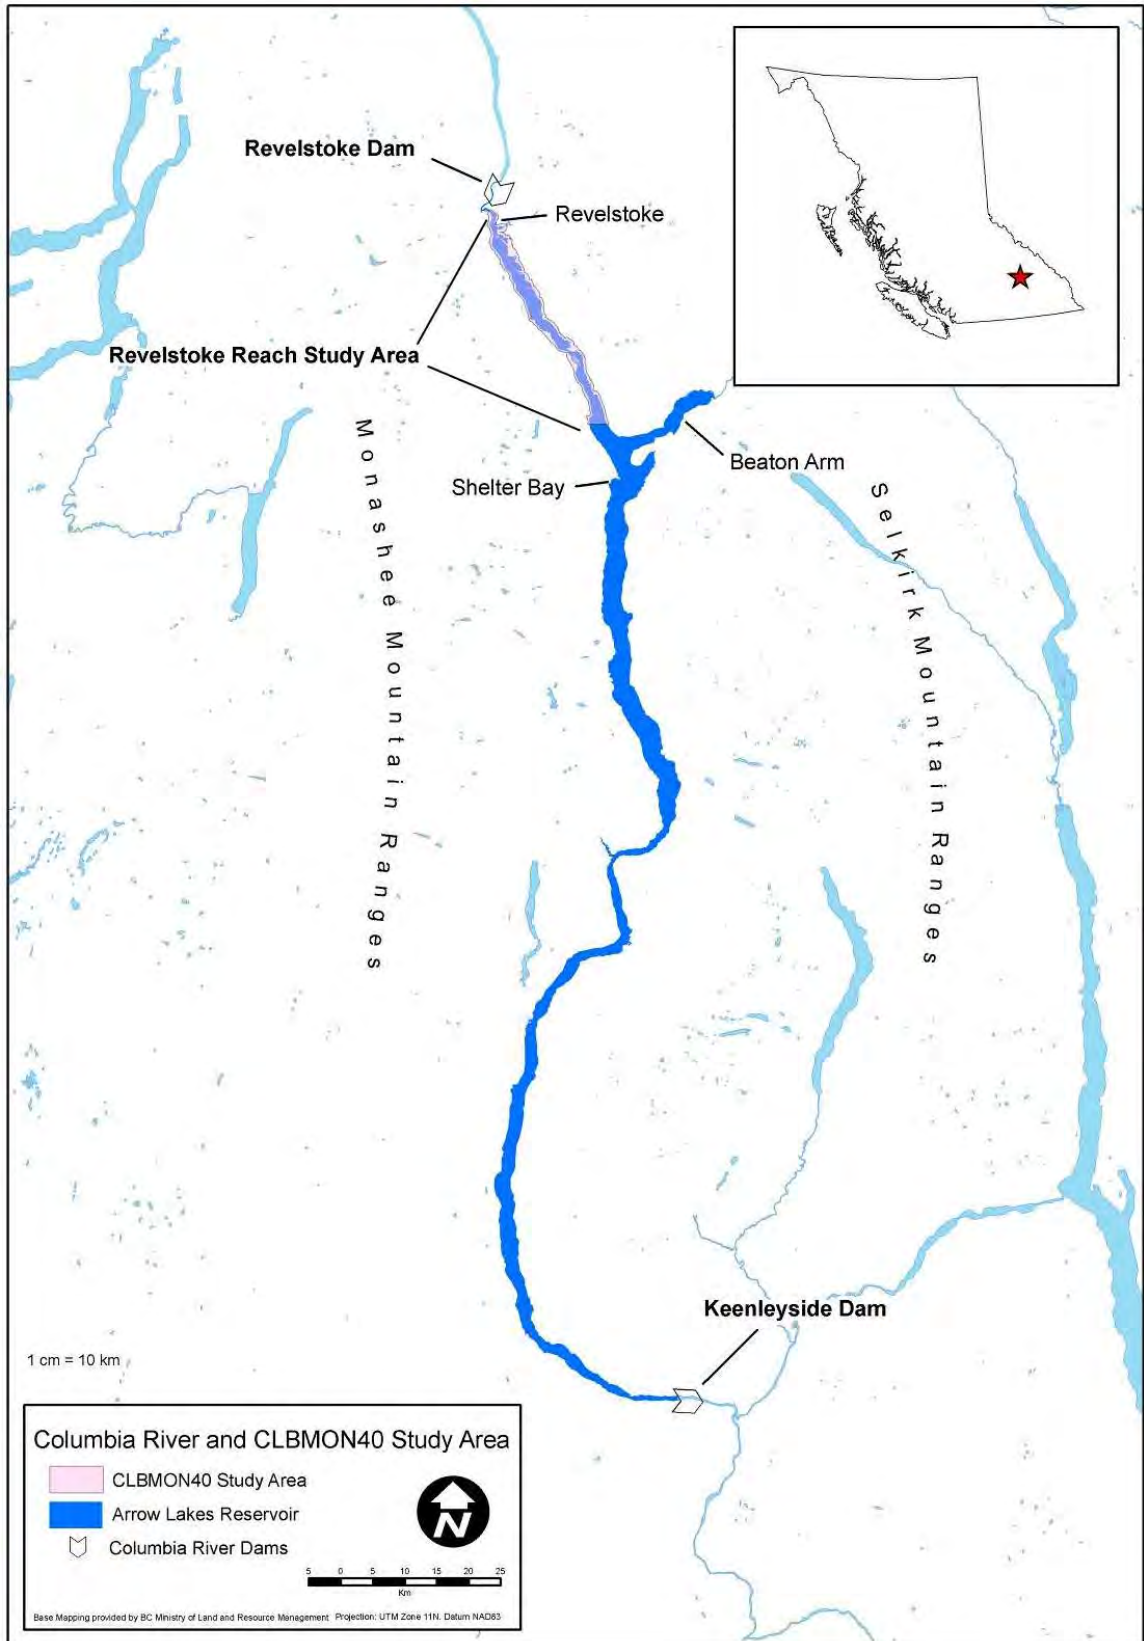 Revelstoke Dam
Revelstoke
Revelstoke Reach Study Area
Beaton Arm
Shelter Bay
Monashee Mountain Ranges
Selkirk Mountain Ranges
Keenleyside Dam
1 cm = 10 km
Columbia River and CLBMON40 Study Area
CLBMON40 Study Area
Arrow Lakes Reservoir
Columbia River Dams
N
5 0 5 10 15 20 25
Km
Base Mapping provided by BC Ministry of Land and Resource Management Projection: UTM Zone 11N. Datum NAD83